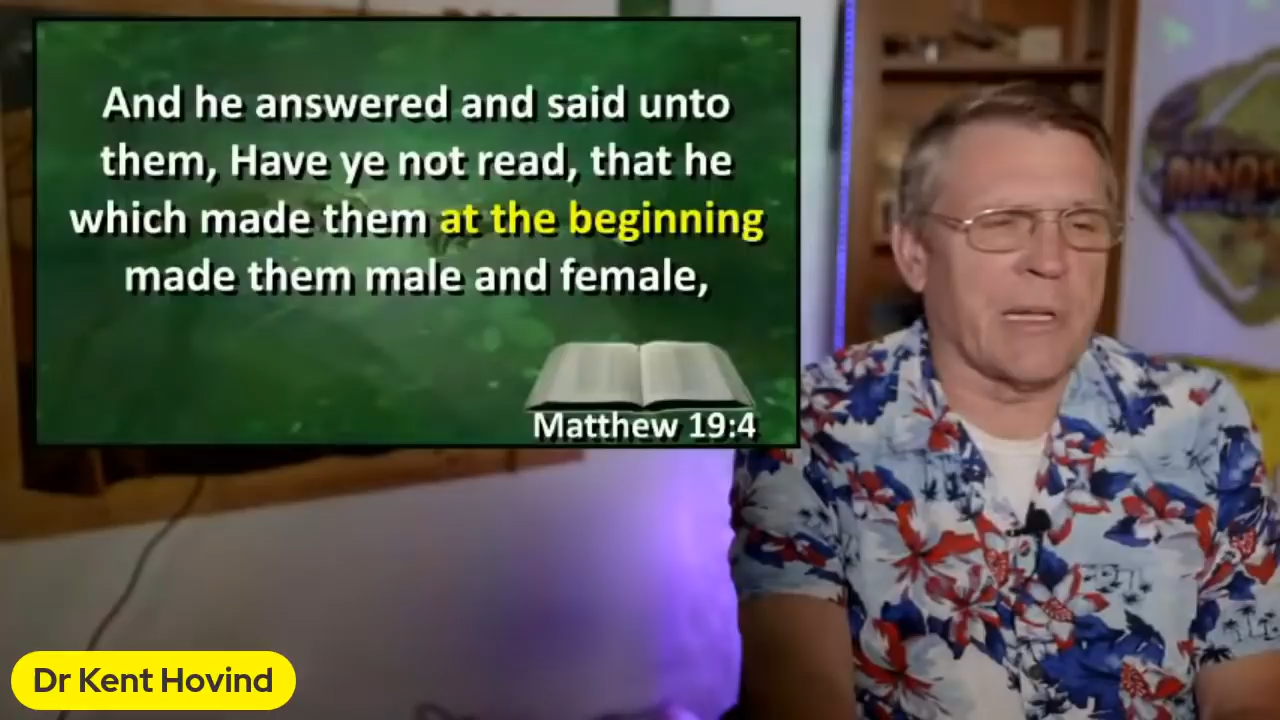 And he answered and said unto
them, Have ye not read, that he
which made them at the beginning
made them male and female,
Matthew 19:4
Dr Kent Hovind